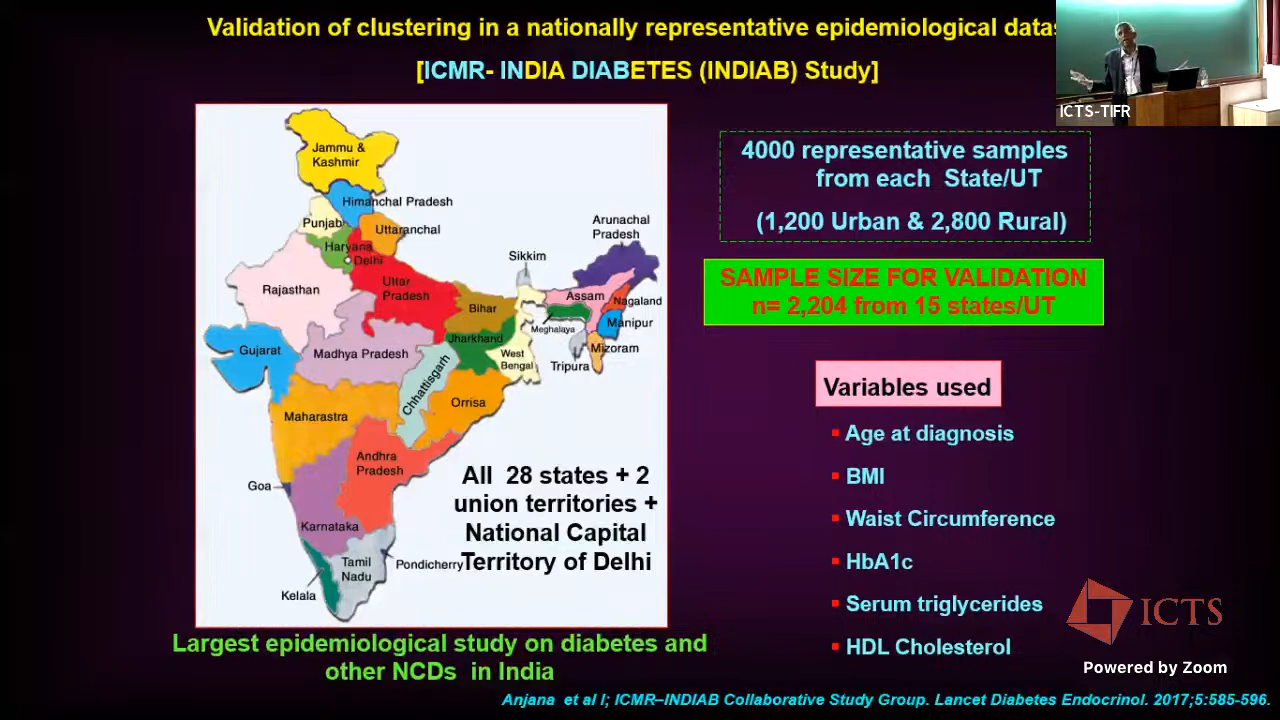 Validation of clustering in a nationally representative epidemiological datas
[ICMR- INDIA DIABETES (INDIAB) Study]
ICTS-TIFR
Jammu &
Kashmir
Himanchal Pradesh
Punjab
Uttaranchal
Haryana
Delhi
Arunachal
Pradesh
Sikkim
Rajasthan
Uttar
Pradesh
Bihar
Assam
Nagaland
Meghalaya
Manipur
Gujarat
Madhya Pradesh
Jharkhand
West
Bengal
Tripura
Mizoram
Chhattisgarh
Maharastra
Orrisa
Andhra
Pradesh
Goa
Karnataka
Tamil
Nadu
Pondicherry
Kelala
All 28 states + 2
union territories +
National Capital
Territory of Delhi
Largest epidemiological study on diabetes and
other NCDs in India
4000 representative samples
from each State/UT
(1,200 Urban & 2,800 Rural)
SAMPLE SIZE FOR VALIDATION
n= 2,204 from 15 states/UT
Variables used
Age at diagnosis
BMI
Waist Circumference
HbA1c
Serum triglycerides
HDL Cholesterol
ICTS
Powered by Zoom
Anjana et al I; ICMR–INDIAB Collaborative Study Group. Lancet Diabetes Endocrinol. 2017;5:585-596.